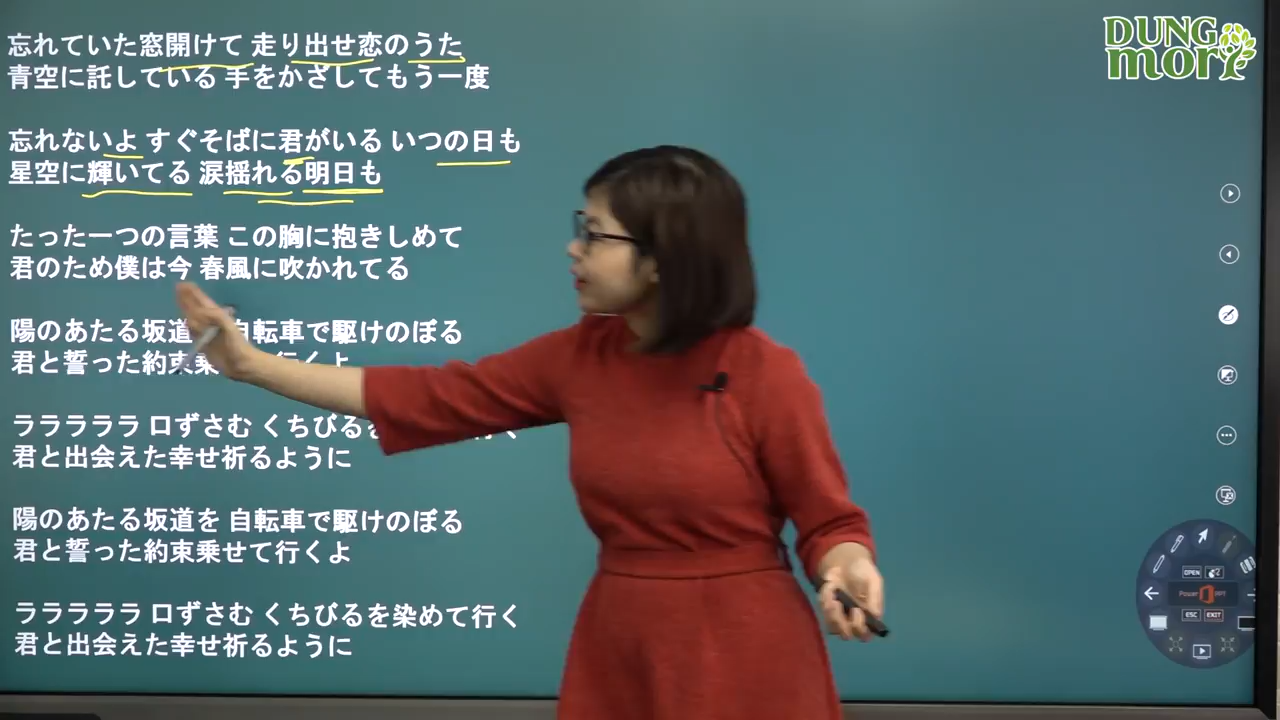 DUNG
mori
忘れていた窓開けて 走り出せ恋のうた
青空に託している 手をかざしてもう一度
忘れないよ すぐそばに君がいる いつの日も
星空に輝いてる 涙揺れる明日も
たった一つの言葉 この胸に抱きしめて
君のため僕は今 春風に吹かれてる
陽のあたる坂道 自転車で駆けのぼる
君と誓った約束乗 行くよ
ラララララ 口ずさむ くちびる
君と出会えた幸せ祈るように
陽のあたる坂道を 自転車で駆けのぼる
君と誓った約束乗せて行くよ
ラララララ 口ずさむ くちびるを染めて行く
君と出会えた幸せ祈るように
OPEN
Power PPT
ESC EXIT